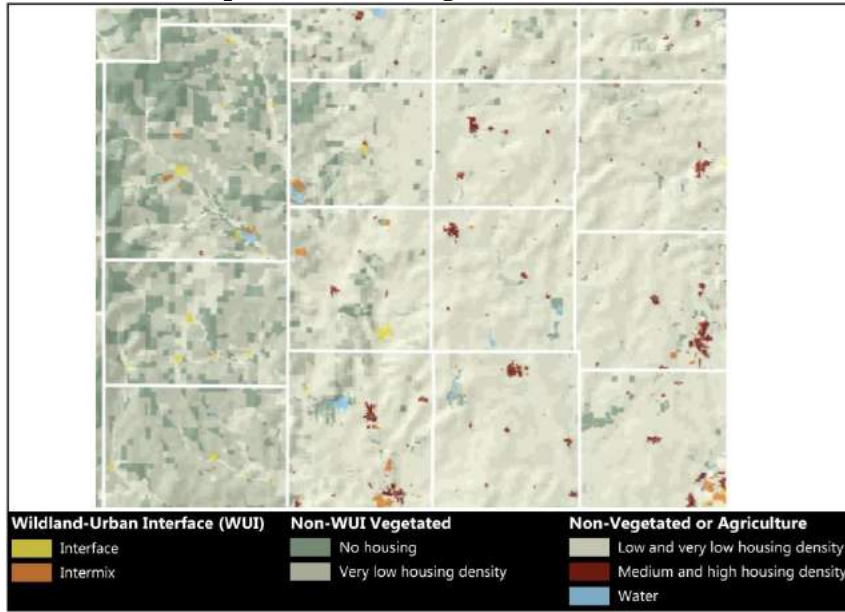 Wildland-Urban Interface (WUI)
Interface
Intermix
Non-WUI Vegetated
No housing
Very low housing density
Non-Vegetated or Agriculture
Low and very low housing density
Medium and high housing density
Water